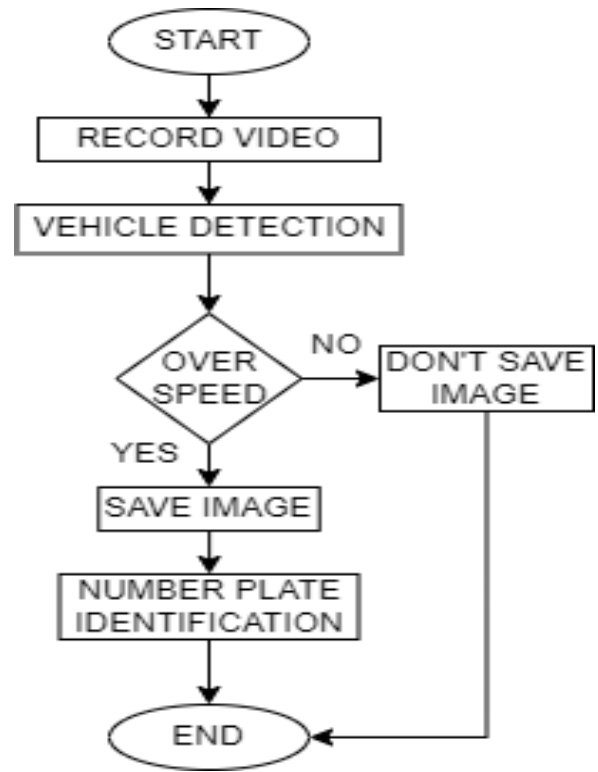 START
RECORD VIDEO
VEHICLE DETECTION
OVER
SPEED
NO
DON'T SAVE
IMAGE
YES
SAVE IMAGE
NUMBER PLATE
IDENTIFICATION
END